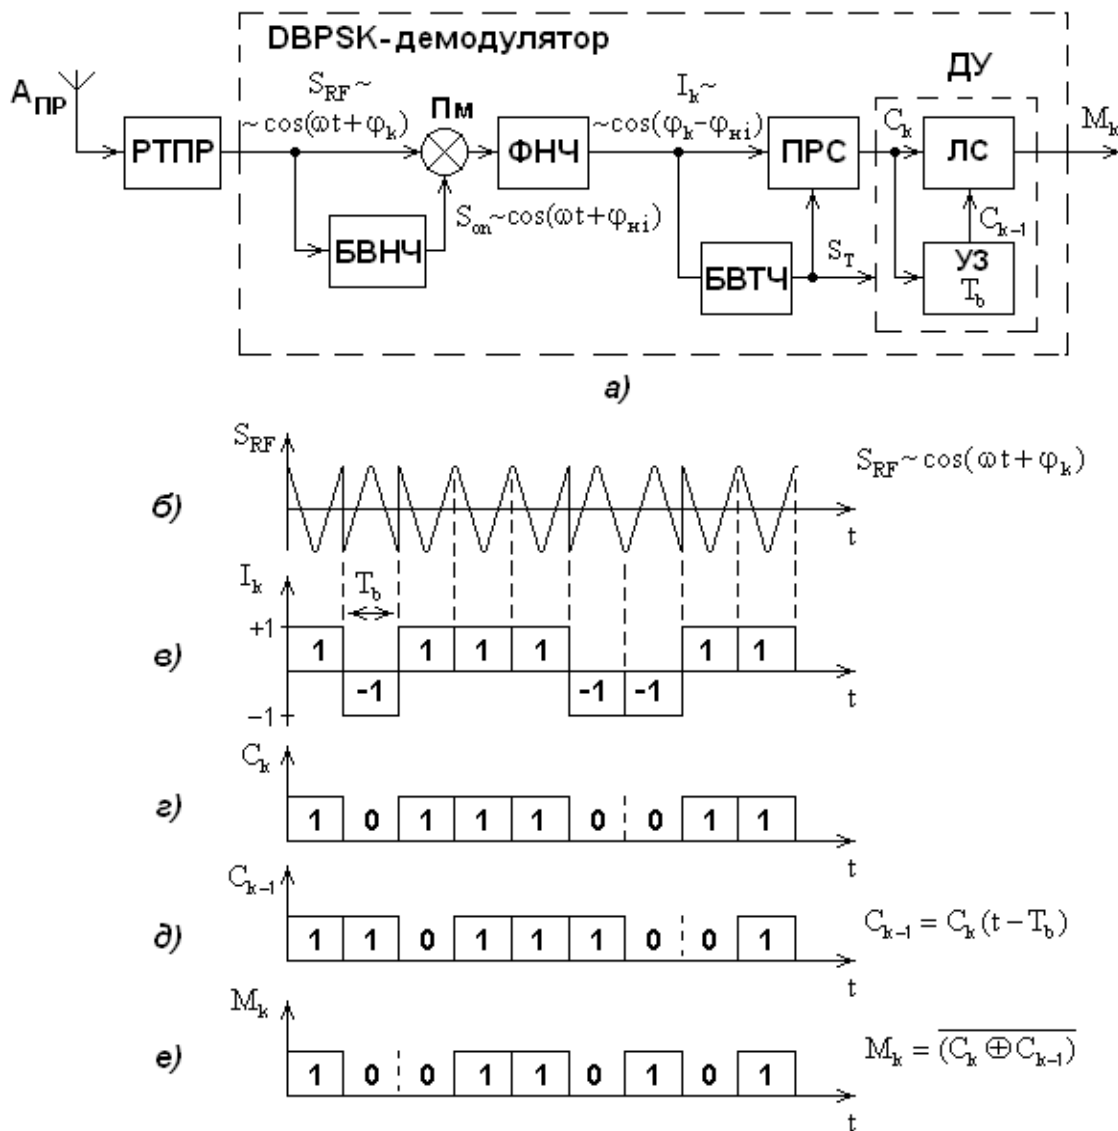 DBPSK-демодулятор
ДУ
A_ПР
S_RF ~
~cos(ωt+φ_k)
Пм
I_k ~
~cos(φ_k-φ_нi)
C_k
M_k
РТПР
ФНЧ
ПРС
ЛС
S_on~cos(ωt+φ_нi)
C_k-1
БВНЧ
БВТЧ
S_T
УЗ
T_b
а)
S_RF
S_RF~cos(ωt+φ_k)
б)
t
I_k
T_b
+1
в)
1 -1 1 1 1 -1 -1 1 1
−1
t
C_k
г)
1 0 1 1 1 0 0 1 1
t
C_k-1
д)
1 1 0 1 1 1 0 0 1
C_k-1 = C_k(t−T_b)
t
M_k
е)
1 0 0 1 1 0 1 0 1
M_k = \overline{(C_k ⊕ C_k-1)}
t